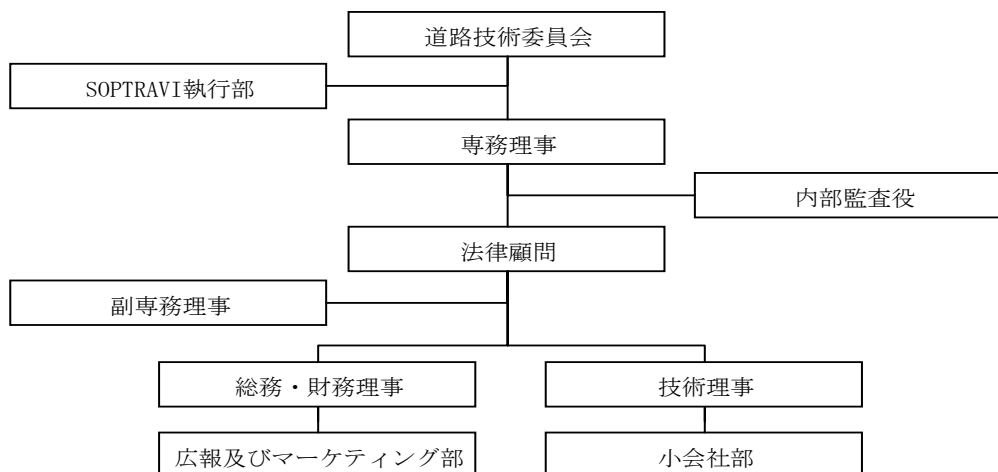 道路技術委員会
SOPTRAVI執行部
専務理事
内部監査役
法律顧問
副専務理事
総務・財務理事
技術理事
広報及びマーケティング部
小会社部